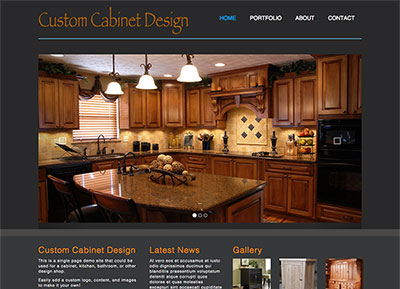 Custom Cabinet Design
HOME PORTFOLIO ABOUT CONTACT
Custom Cabinet Design
This is a single page demo site that could be
used for a cabinet, kitchen, bathroom, or other
design shop.
Easily add a custom logo, content, and images
to make it your own!
Latest News
At vero eos et accusamus et iusto
odio dignissimos ducimus qui
blanditiis praesentium voluptatum
deleniti atque corrupti quos
dolores et quas molestias
excepturi sint occaecati cupiditate
Gallery